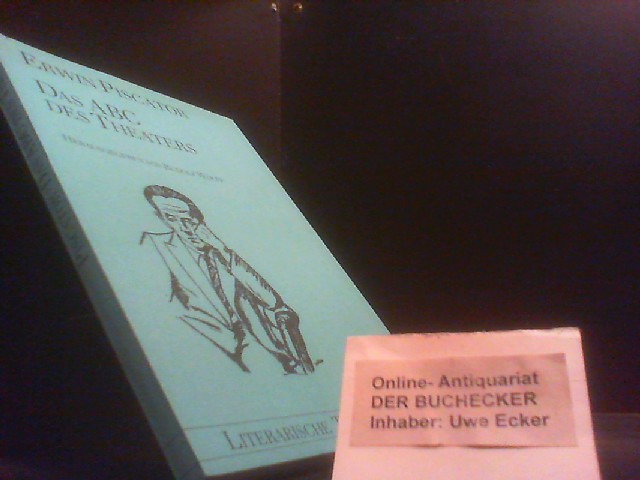 ERWIN PISCATOR
DAS ABC
DES THEATERS
LITERARISCHE
Online- Antiquariat
DER BUCHECKER
Inhaber: Uwe Ecker